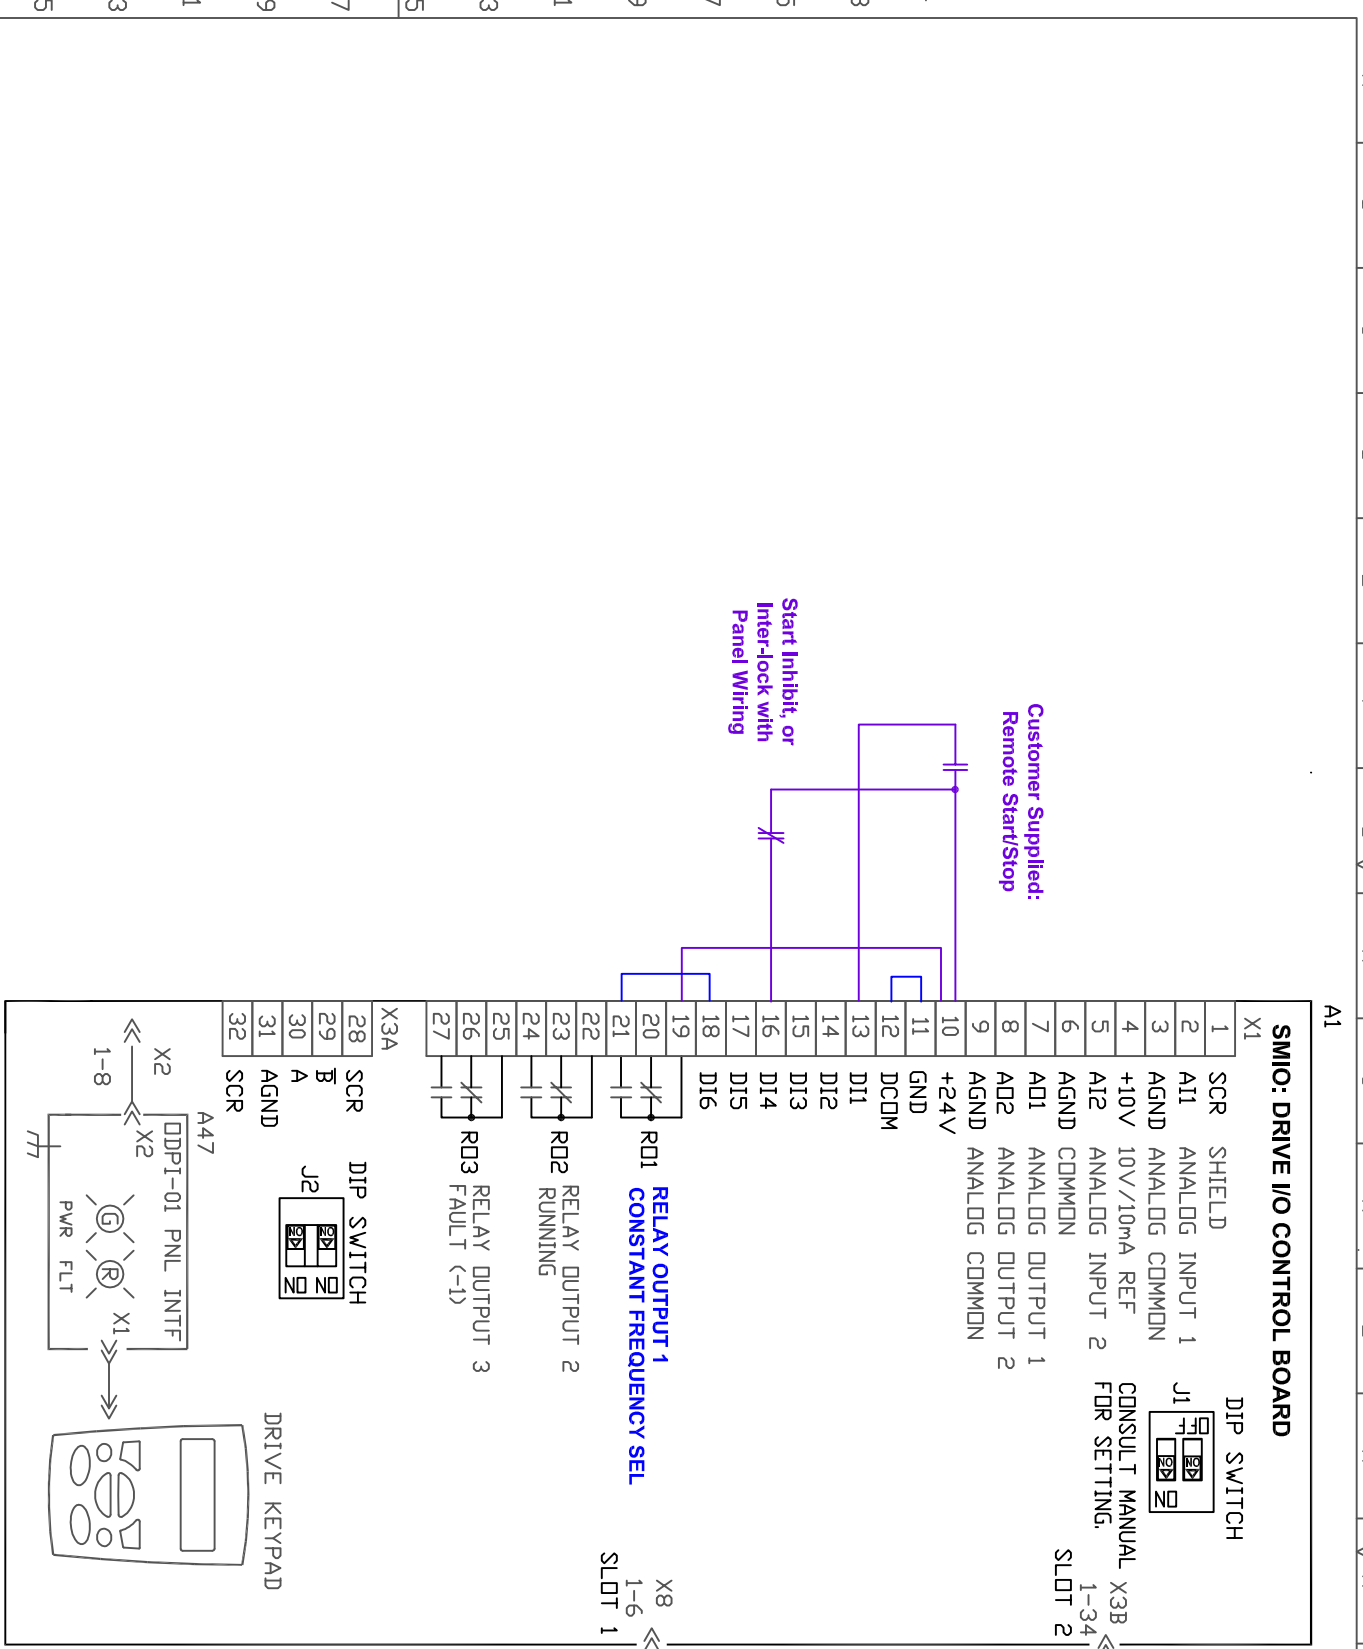 A1
SMIO: DRIVE I/O CONTROL BOARD
X1
1 SCR SHIELD
2 AI1 ANALOG INPUT 1
3 AGND ANALOG COMMON
4 +10V 10V/10mA REF
5 AI2 ANALOG INPUT 2
6 AGND COMMON
7 AO1 ANALOG OUTPUT 1
8 AO2 ANALOG OUTPUT 2
9 AGND ANALOG COMMON
10 +24V
11 GND
12 DCOM
13 DI1
14 DI2
15 DI3
16 DI4
17 DI5
18 DI6
19
20 RO1 RELAY OUTPUT 1
21 CONSTANT FREQUENCY SEL
22
23 RO2 RELAY OUTPUT 2
24 RUNNING
25
26 RO3 RELAY OUTPUT 3
27 FAULT (-1)
X3A
28 SCR
29 B
30 A
31 AGND
32 SCR
DIP SWITCH
J1
OFF
ON
ON
ON
CONSULT MANUAL
FOR SETTING.
X3B
1-34
SLOT 2
X8
1-6
SLOT 1
DIP SWITCH
J2
ON
ON
ON ON
Customer Supplied:
Remote Start/Stop
Start Inhibit, or
Inter-lock with
Panel Wiring
A47
ODPI-01 PNL INTF
X2
1-8
X2
G
R
PWR FLT
X1
DRIVE KEYPAD